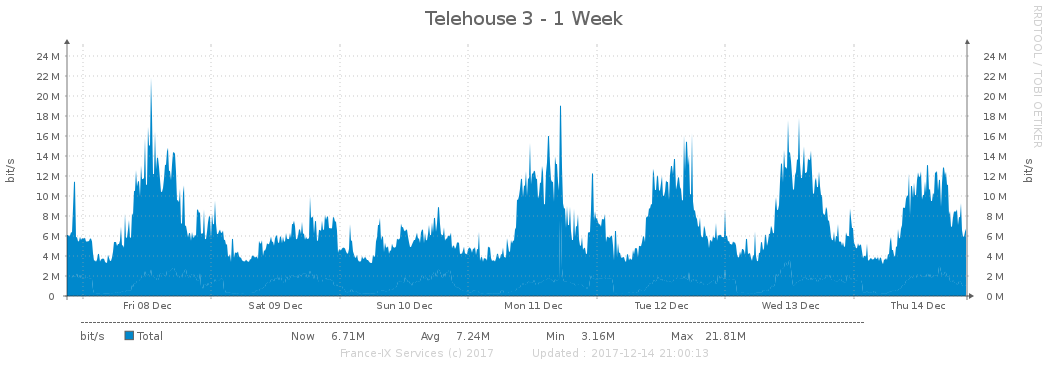 Telehouse 3 - 1 Week
RRDTOOL / TOBI OETIKER
bit/s
24 M 24 M
22 M 22 M
20 M 20 M
18 M 18 M
16 M 16 M
14 M 14 M
12 M 12 M
10 M 10 M
8 M 8 M
6 M 6 M
4 M 4 M
2 M 2 M
0 0 M
bit/s
Fri 08 Dec Sat 09 Dec Sun 10 Dec Mon 11 Dec Tue 12 Dec Wed 13 Dec Thu 14 Dec
bit/s Total Now 6.71M Avg 7.24M Min 3.16M Max 21.81M
France-IX Services (c) 2017 Updated : 2017-12-14 21:00:13